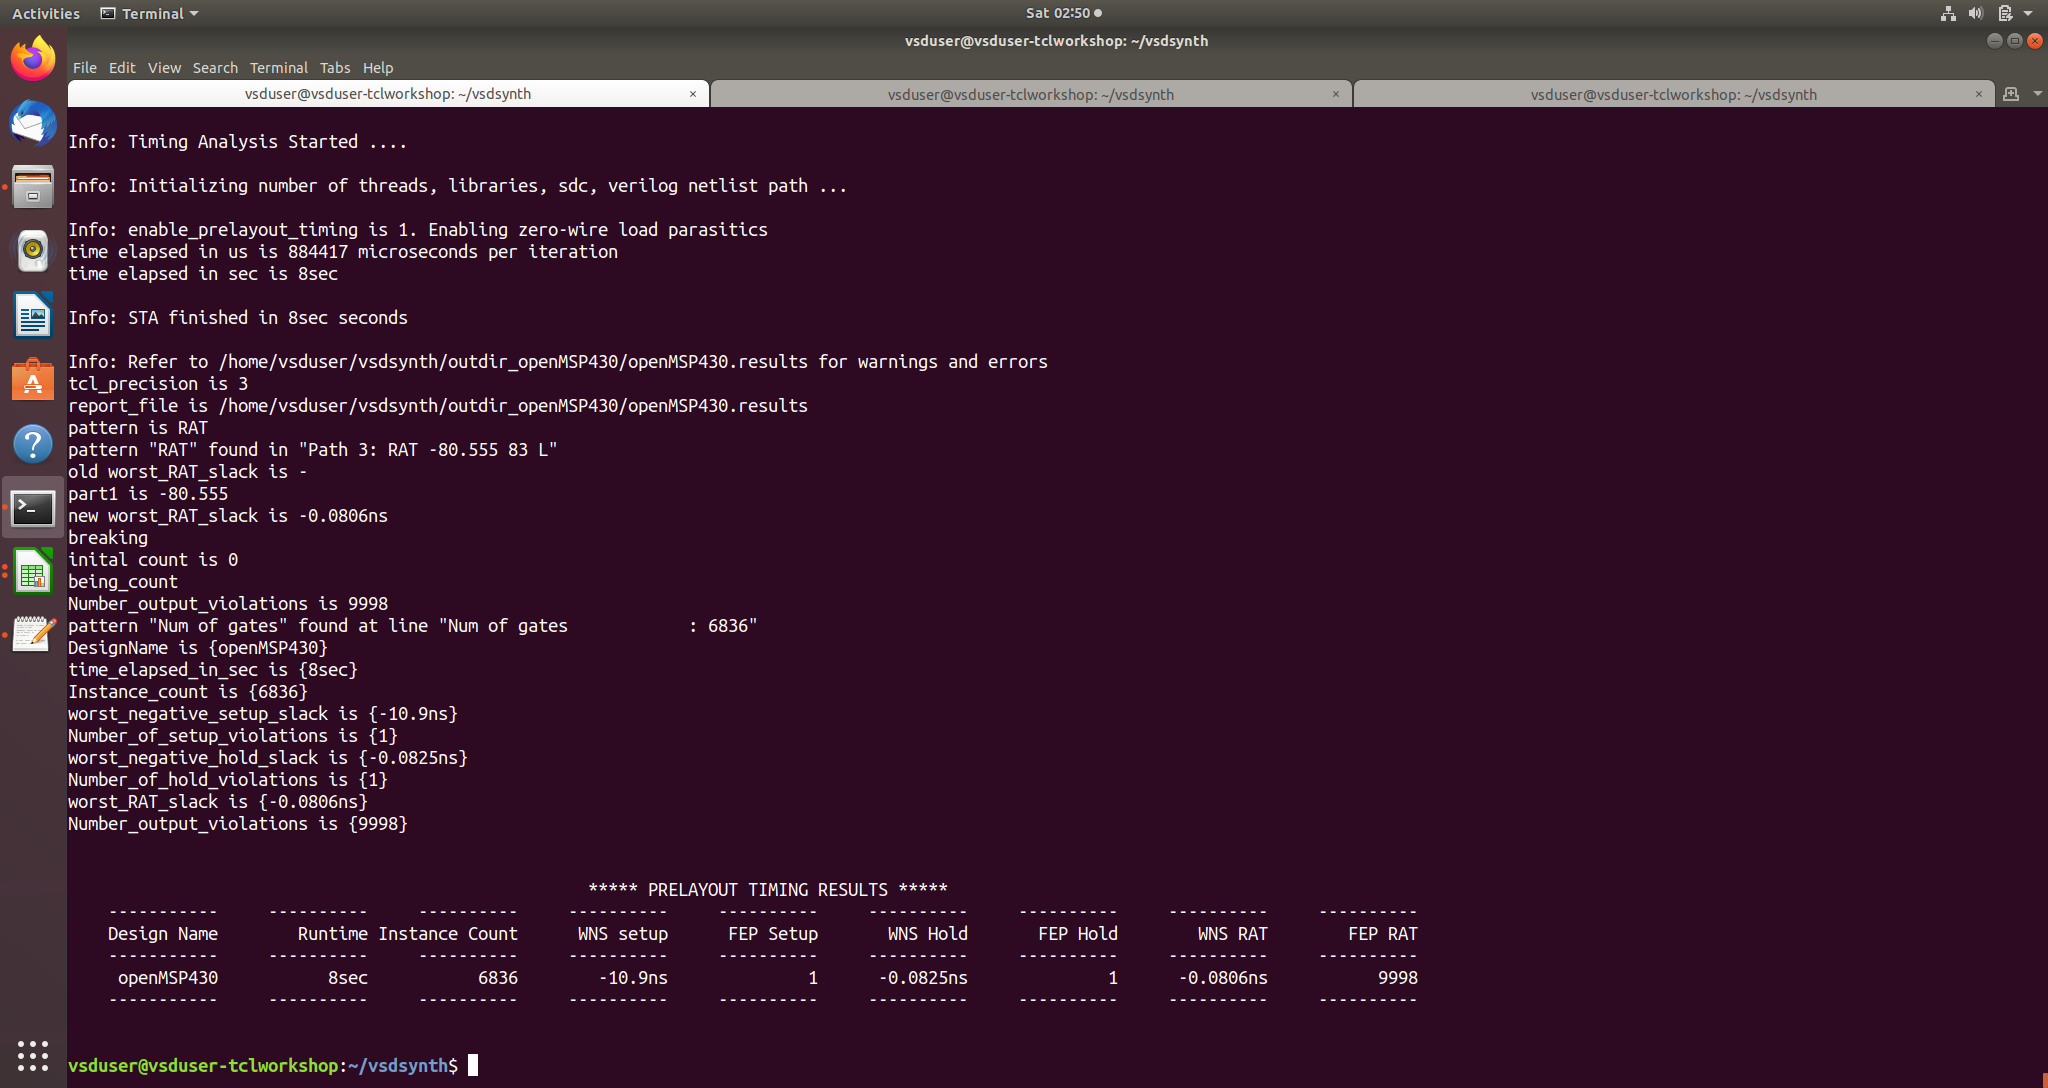 Activities Terminal Sat 02:50
vsduser@vsduser-tclworkshop: ~/vsdsynth
File Edit View Search Terminal Tabs Help
vsduser@vsduser-tclworkshop: ~/vsdsynth × vsduser@vsduser-tclworkshop: ~/vsdsynth × vsduser@vsduser-tclworkshop: ~/vsdsynth ×
Info: Timing Analysis Started ....
Info: Initializing number of threads, libraries, sdc, verilog netlist path ...
Info: enable_prelayout_timing is 1. Enabling zero-wire load parasitics
time elapsed in us is 884417 microseconds per iteration
time elapsed in sec is 8sec
Info: STA finished in 8sec seconds
Info: Refer to /home/vsduser/vsdsynth/outdir_openMSP430/openMSP430.results for warnings and errors
tcl_precision is 3
report_file is /home/vsduser/vsdsynth/outdir_openMSP430/openMSP430.results
pattern is RAT
pattern "RAT" found in "Path 3: RAT -80.555 83 L"
old worst_RAT_slack is -
part1 is -80.555
new worst_RAT_slack is -0.0806ns
breaking
inital count is 0
being_count
Number_output_violations is 9998
pattern "Num of gates" found at line "Num of gates            : 6836"
DesignName is {openMSP430}
time_elapsed_in_sec is {8sec}
Instance_count is {6836}
worst_negative_setup_slack is {-10.9ns}
Number_of_setup_violations is {1}
worst_negative_hold_slack is {-0.0825ns}
Number_of_hold_violations is {1}
worst_RAT_slack is {-0.0806ns}
Number_output_violations is {9998}
***** PRELAYOUT TIMING RESULTS *****
----------- ---------- ---------- ---------- ---------- ---------- ---------- ---------- ----------
Design Name Runtime Instance Count WNS setup FEP Setup WNS Hold FEP Hold WNS RAT FEP RAT
----------- ---------- ---------- ---------- ---------- ---------- ---------- ---------- ----------
openMSP430 8sec 6836 -10.9ns 1 -0.0825ns 1 -0.0806ns 9998
----------- ---------- ---------- ---------- ---------- ---------- ---------- ---------- ----------
vsduser@vsduser-tclworkshop:~/vsdsynth$